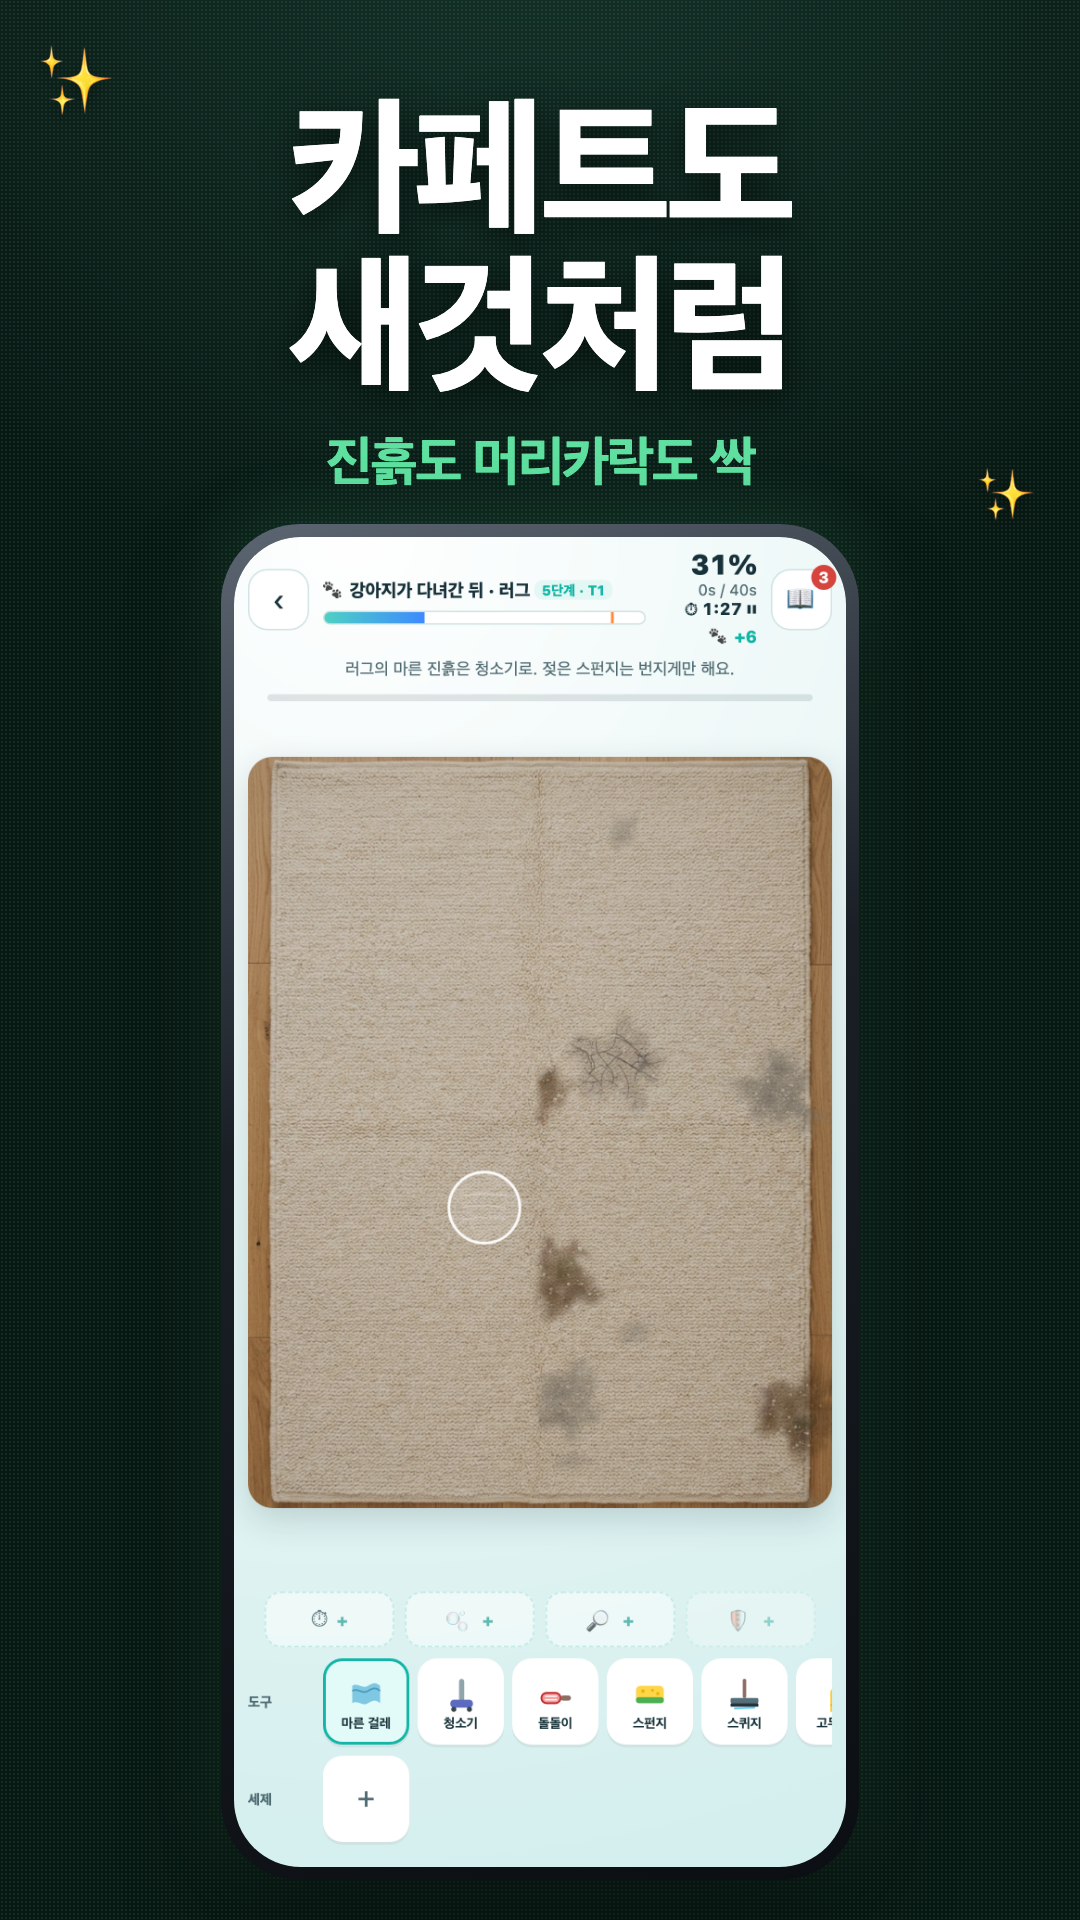 카페트도
새것처럼
진흙도 머리카락도 싹
강아지가 다녀간 뒤 · 러그 5단계 · T1
31%
0s / 40s
1:27
+6
3
러그의 마른 진흙은 청소기로. 젖은 스펀지는 번지게만 해요.
+ + + +
도구
마른 걸레 청소기 돌돌이 스펀지 스퀴지
세제
+